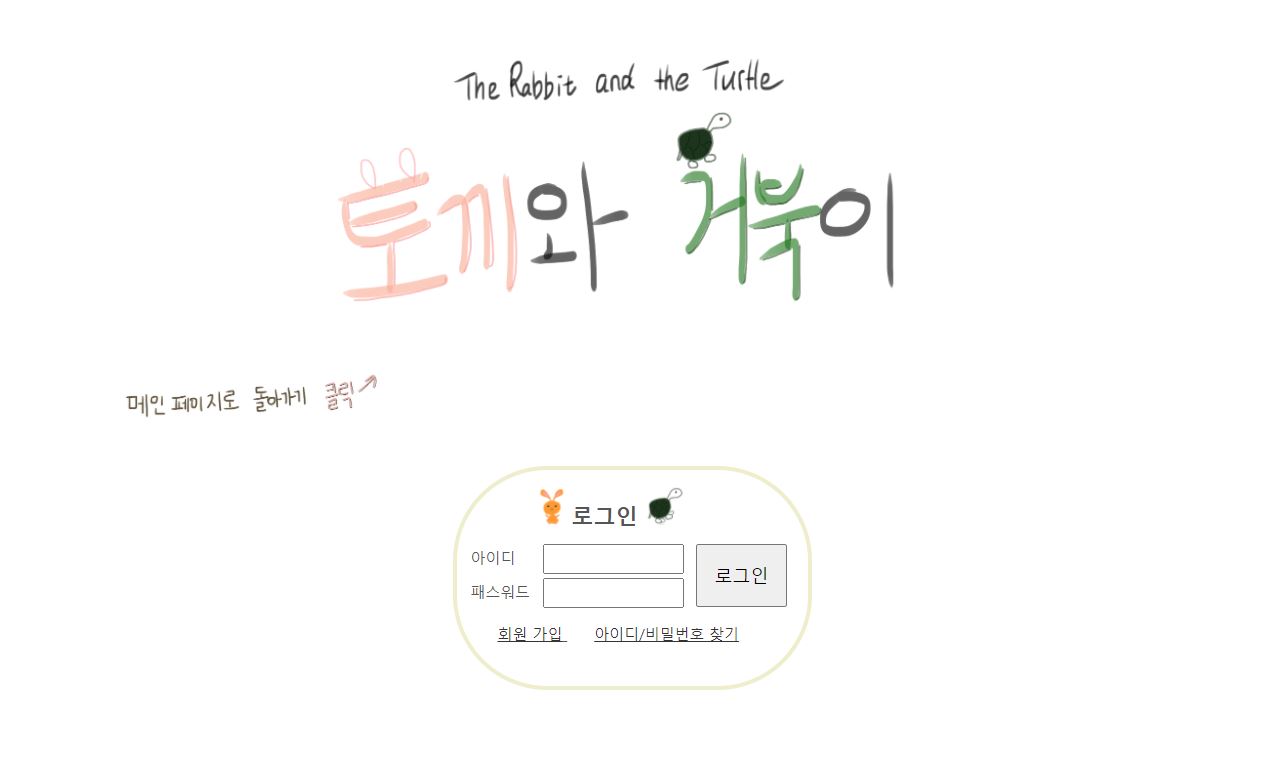 The Rabbit and the Turtle
토끼와 거북이
메인 페이지로 돌아가기 클릭↗
로그인
아이디
로그인
패스워드
회원 가입 아이디/비밀번호 찾기